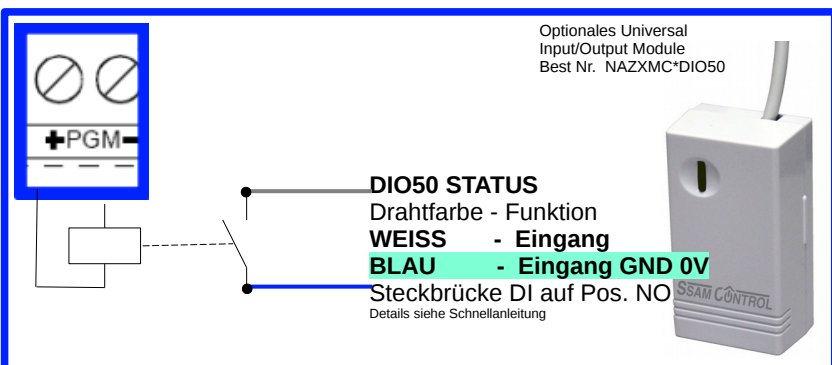 Optionales Universal
Input/Output Module
Best Nr. NAZXMC*DIO50
+PGM-
DIO50 STATUS
Drahtfarbe - Funktion
WEISS - Eingang
BLAU - Eingang GND 0V
Steckbrücke DI auf Pos. NO
Details siehe Schnellanleitung
SSAM CONTROL